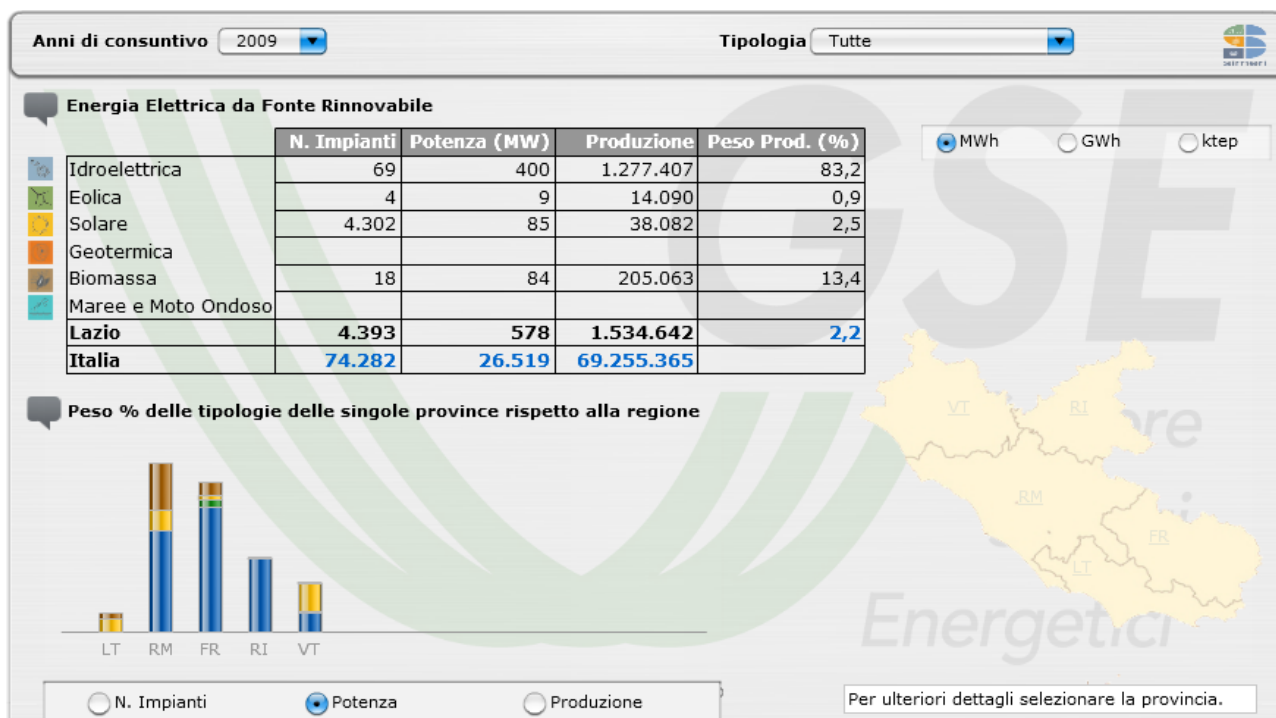 Anni di consuntivo 2009 Tipologia Tutte
Energia Elettrica da Fonte Rinnovabile
MWh GWh ktep
N. Impianti Potenza (MW) Produzione Peso Prod. (%)
Idroelettrica 69 400 1.277.407 83,2
Eolica 4 9 14.090 0,9
Solare 4.302 85 38.082 2,5
Geotermica
Biomassa 18 84 205.063 13,4
Maree e Moto Ondoso
Lazio 4.393 578 1.534.642 2,2
Italia 74.282 26.519 69.255.365
GSE
Peso % delle tipologie delle singole province rispetto alla regione
VT RI
RM
FR
LT
Energetici
LT RM FR RI VT
N. Impianti Potenza Produzione
Per ulteriori dettagli selezionare la provincia.